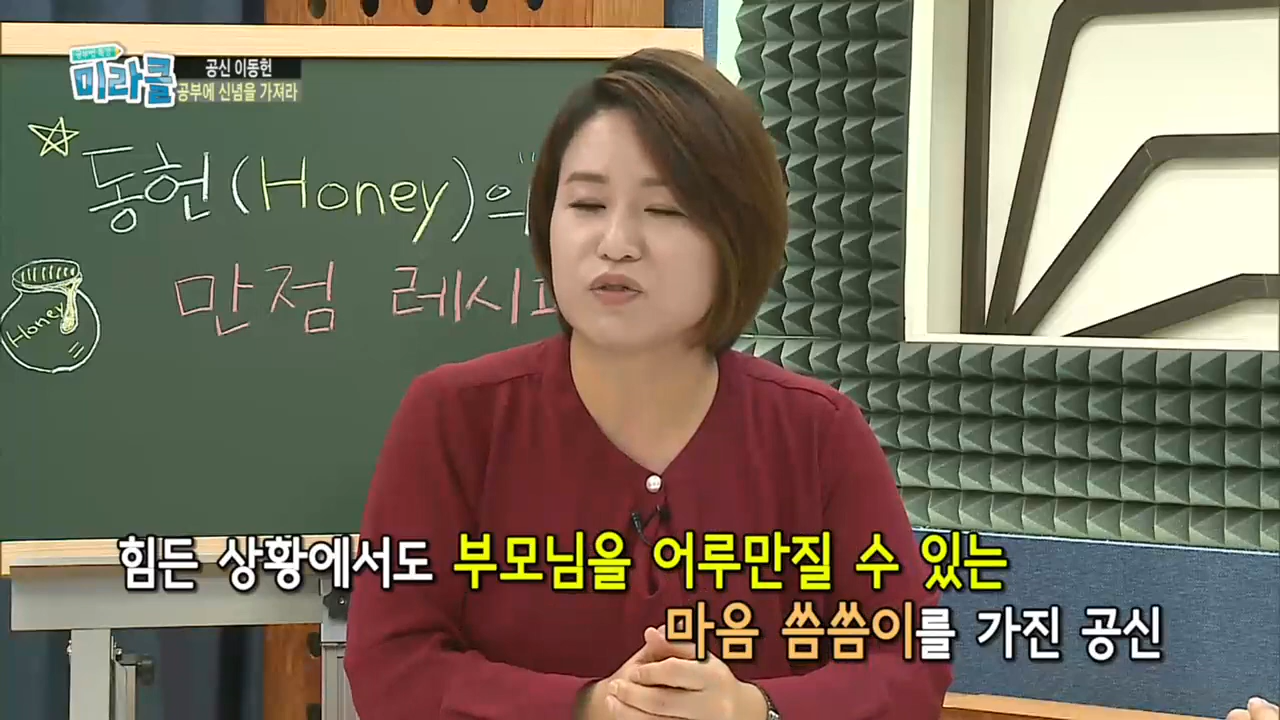 미라클
공신 이동헌
공부에 신념을 가져라
동헌(Honey)의
만점 레시피
Honey
힘든 상황에서도 부모님을 어루만질 수 있는
마음 씀씀이를 가진 공신